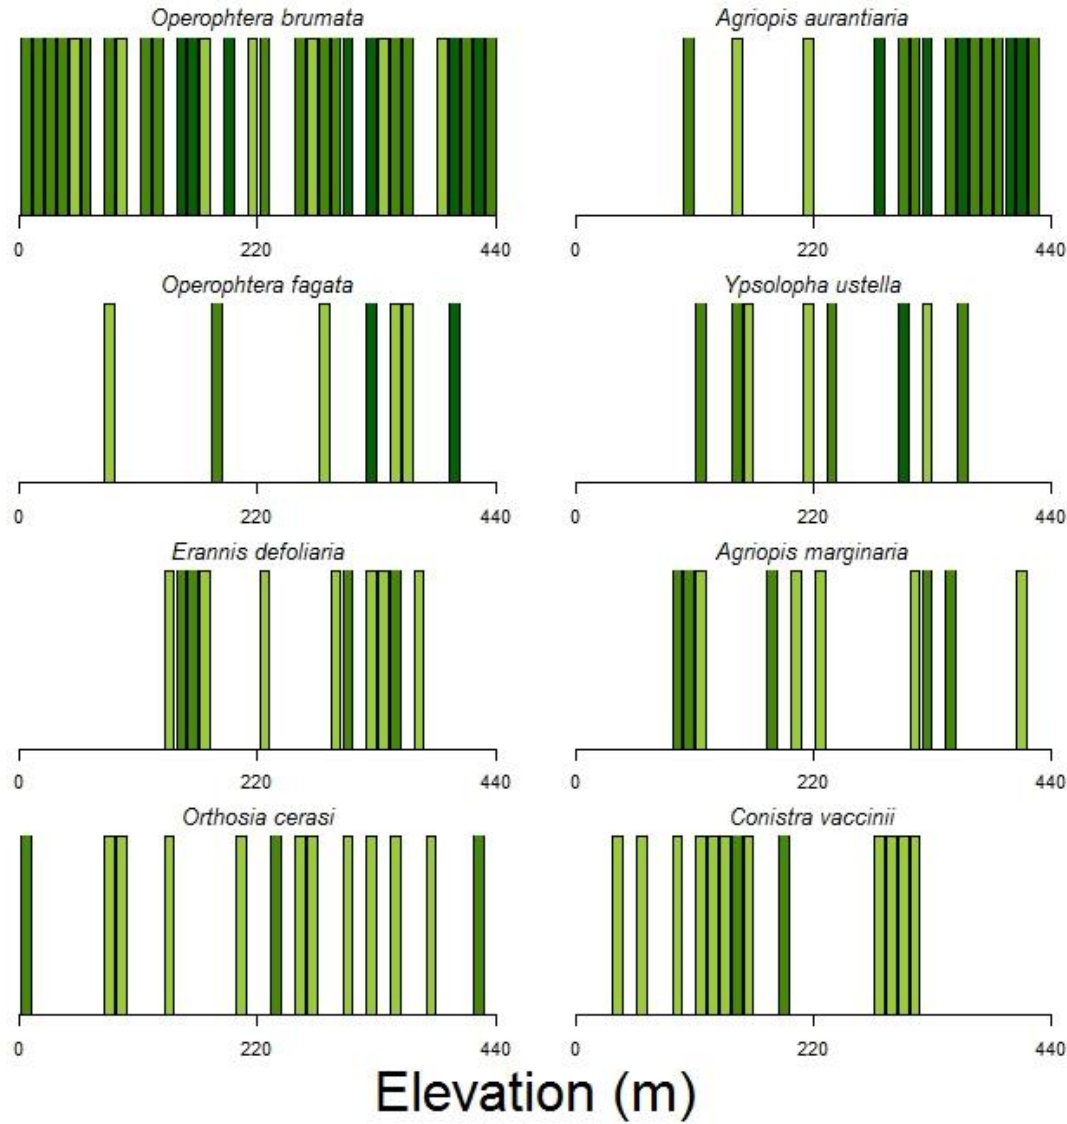 Operophtera brumata
Agriopis aurantiaria
0 220 440
0 220 440
Operophtera fagata
Ypsolopha ustella
0 220 440
0 220 440
Erannis defoliaria
Agriopis marginaria
0 220 440
0 220 440
Orthosia cerasi
Conistra vaccinii
0 220 440
0 220 440
Elevation (m)